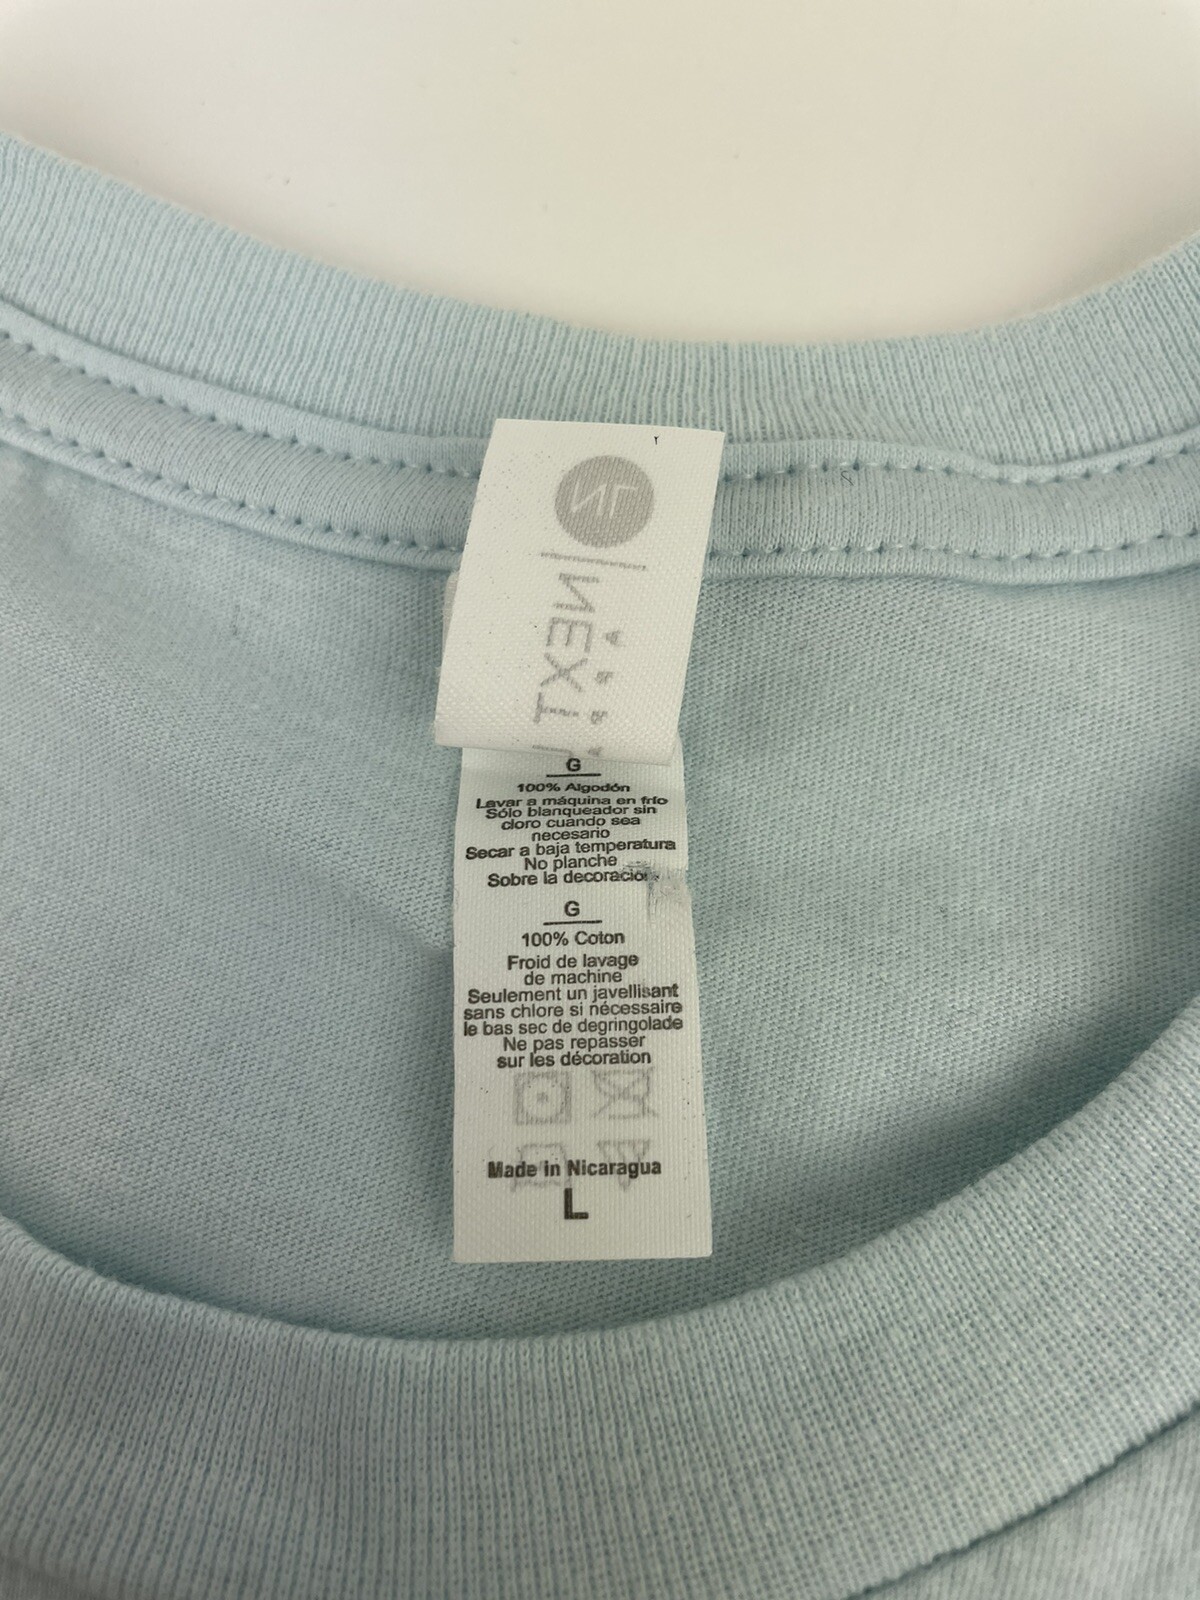 NL
NEXT
G
100% Algodón
Lavar a máquina en frío
Sólo blanqueador sin
cloro cuando sea
necesario
Secar a baja temperatura
No planche
Sobre la decoración
G
100% Coton
Froid de lavage
de machine
Seulement un javellisant
sans chlore si nécessaire
le bas sec de degringolade
Ne pas repasser
sur les décoration
Made in Nicaragua
L